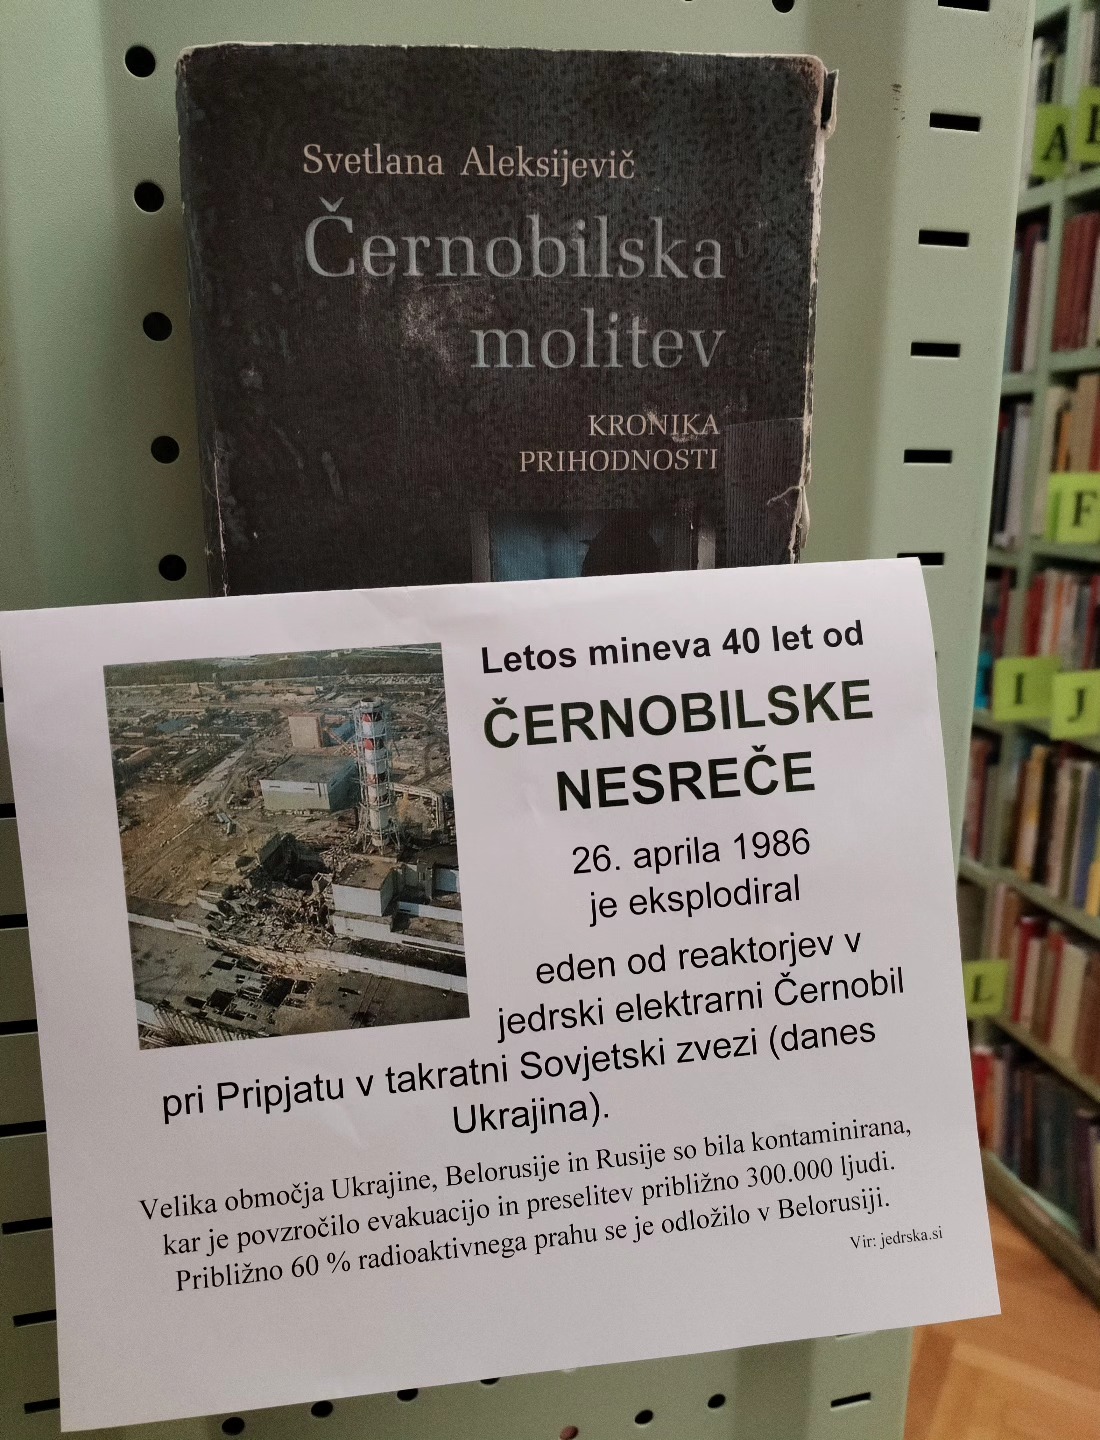 Svetlana Aleksijevič
Černobilska
molitev
KRONIKA
PRIHODNOSTI
Letos mineva 40 let od
ČERNOBILSKE
NESREČE
26. aprila 1986
je eksplodiral
eden od reaktorjev v
jedrski elektrarni Černobil
pri Pripjatu v takratni Sovjetski zvezi (danes
Ukrajina).
Velika območja Ukrajine, Belorusije in Rusije so bila kontaminirana,
kar je povzročilo evakuacijo in preselitev približno 300.000 ljudi.
Približno 60 % radioaktivnega prahu se je odložilo v Belorusiji.
Vir: jedrska.si
A
F
I
J
L